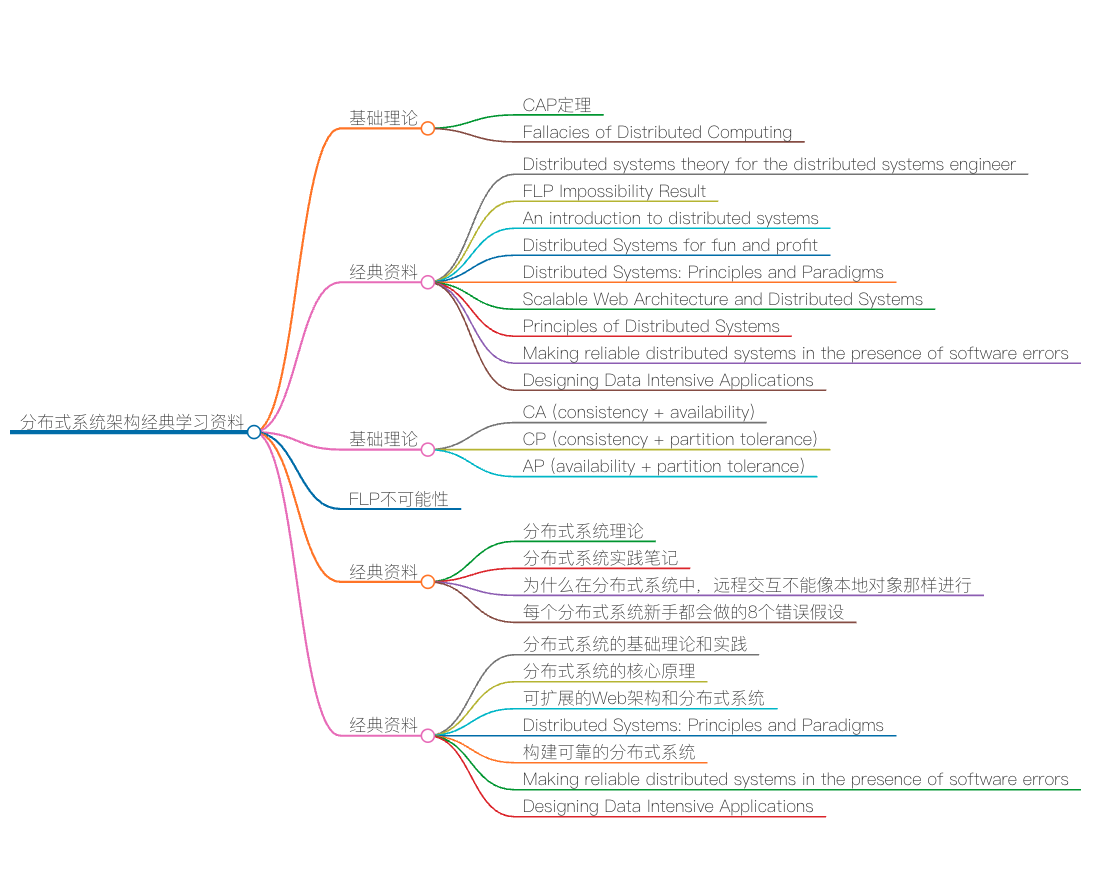 分布式系统架构经典学习资料
基础理论
CAP定理
Fallacies of Distributed Computing
经典资料
Distributed systems theory for the distributed systems engineer
FLP Impossibility Result
An introduction to distributed systems
Distributed Systems for fun and profit
Distributed Systems: Principles and Paradigms
Scalable Web Architecture and Distributed Systems
Principles of Distributed Systems
Making reliable distributed systems in the presence of software errors
Designing Data Intensive Applications
基础理论
CA (consistency + availability)
CP (consistency + partition tolerance)
AP (availability + partition tolerance)
FLP不可能性
经典资料
分布式系统理论
分布式系统实践笔记
为什么在分布式系统中，远程交互不能像本地对象那样进行
每个分布式系统新手都会做的8个错误假设
经典资料
分布式系统的基础理论和实践
分布式系统的核心原理
可扩展的Web架构和分布式系统
Distributed Systems: Principles and Paradigms
构建可靠的分布式系统
Making reliable distributed systems in the presence of software errors
Designing Data Intensive Applications